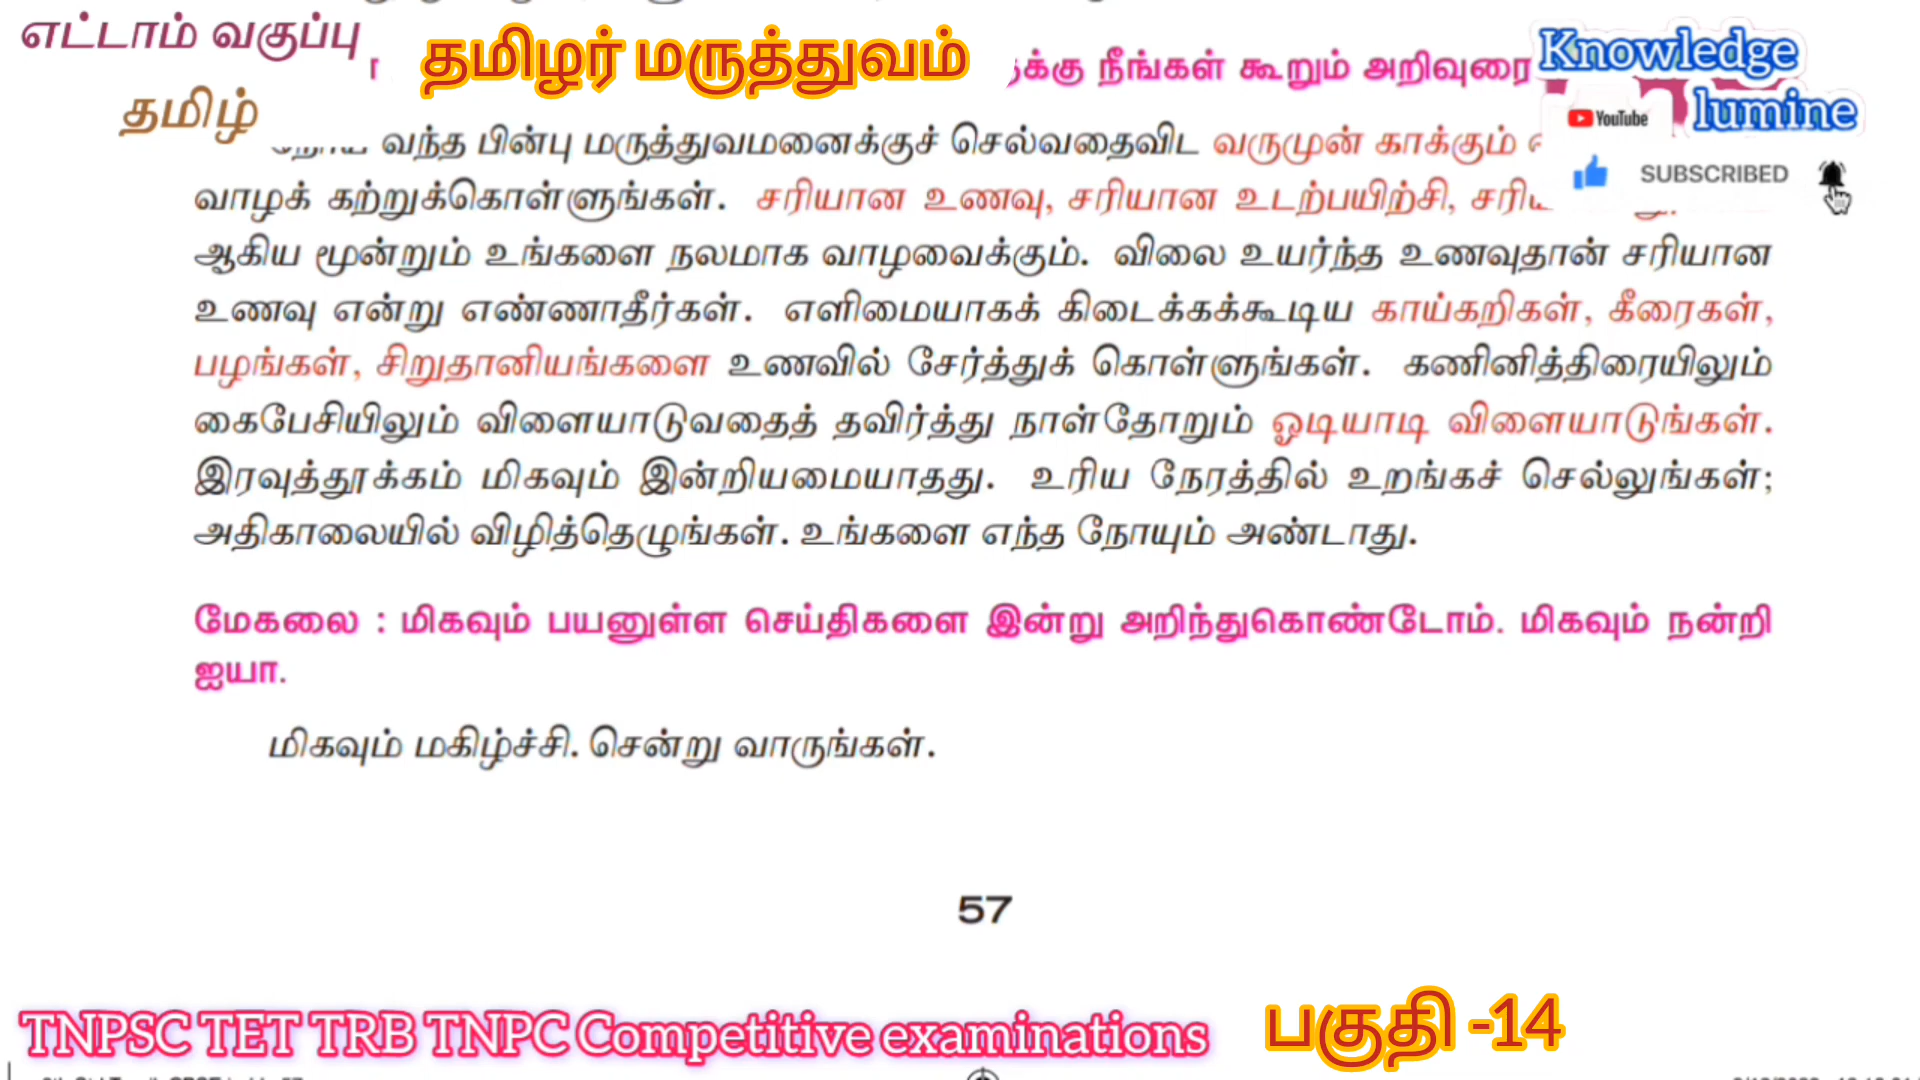 எட்டாம் வகுப்பு
தமிழர் மருத்துவம்
நீங்கள் கூறும் அறிவுரை
Knowledge
lumine
YouTube
SUBSCRIBED
தமிழ்
வந்த பின்பு மருத்துவமனைக்குச் செல்வதைவிட வருமுன் காக்கும்
வாழக் கற்றுக்கொள்ளுங்கள். சரியான உணவு, சரியான உடற்பயிற்சி,
ஆகிய மூன்றும் உங்களை நலமாக வாழவைக்கும். விலை உயர்ந்த உணவுதான் சரியான
உணவு என்று எண்ணாதீர்கள். எளிமையாகக் கிடைக்கக்கூடிய காய்கறிகள், கீரைகள்,
பழங்கள், சிறுதானியங்களை உணவில் சேர்த்துக் கொள்ளுங்கள். கணினித்திரையிலும்
கைபேசியிலும் விளையாடுவதைத் தவிர்த்து நாள்தோறும் ஓடியாடி விளையாடுங்கள்.
இரவுத்தூக்கம் மிகவும் இன்றியமையாதது. உரிய நேரத்தில் உறங்கச் செல்லுங்கள்;
அதிகாலையில் விழித்தெழுங்கள். உங்களை எந்த நோயும் அண்டாது.
மேகலை : மிகவும் பயனுள்ள செய்திகளை இன்று அறிந்துகொண்டோம். மிகவும் நன்றி
ஐயா.
மிகவும் மகிழ்ச்சி. சென்று வாருங்கள்.
57
TNPSC TET TRB TNPC Competitive examinations
பகுதி -14